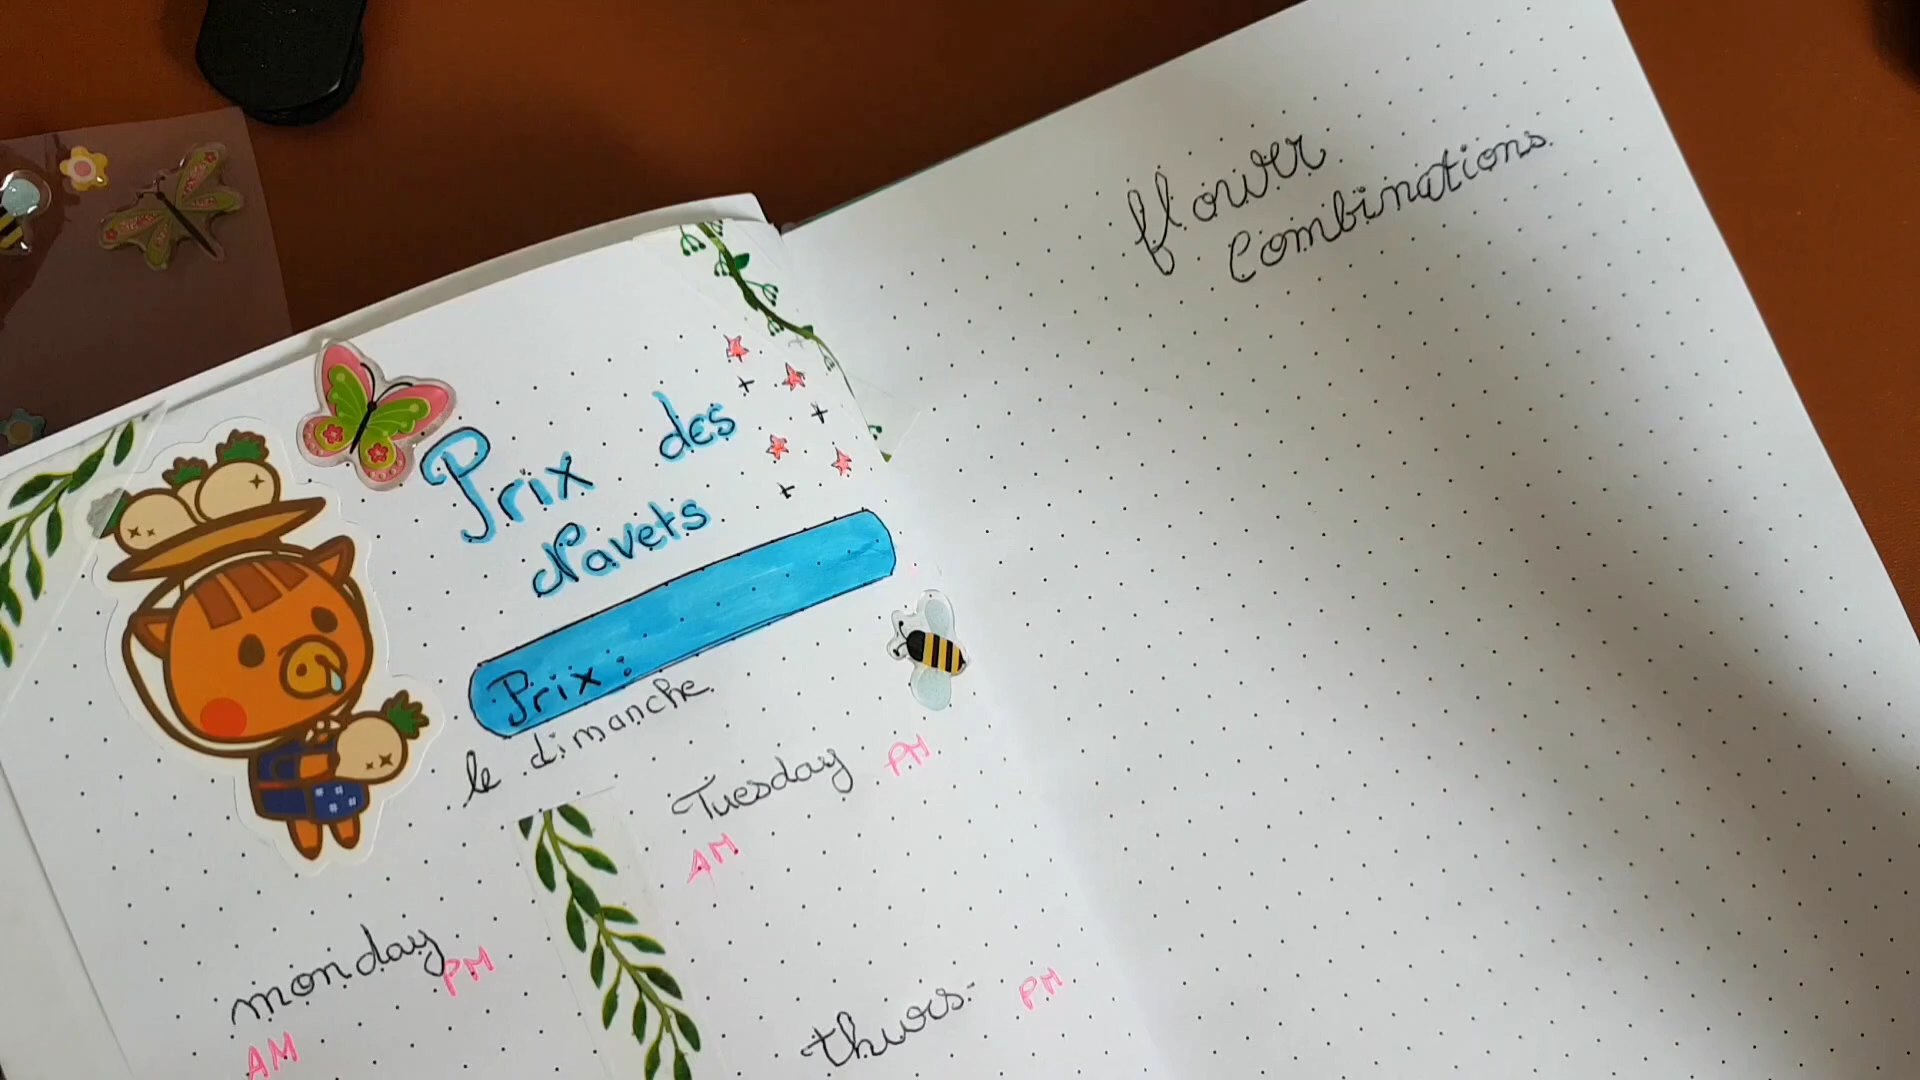 Prix des
Navets
Prix :
le dimanche
Tuesday PM
AM
monday PM
AM
thurs- PM
flower
combinations